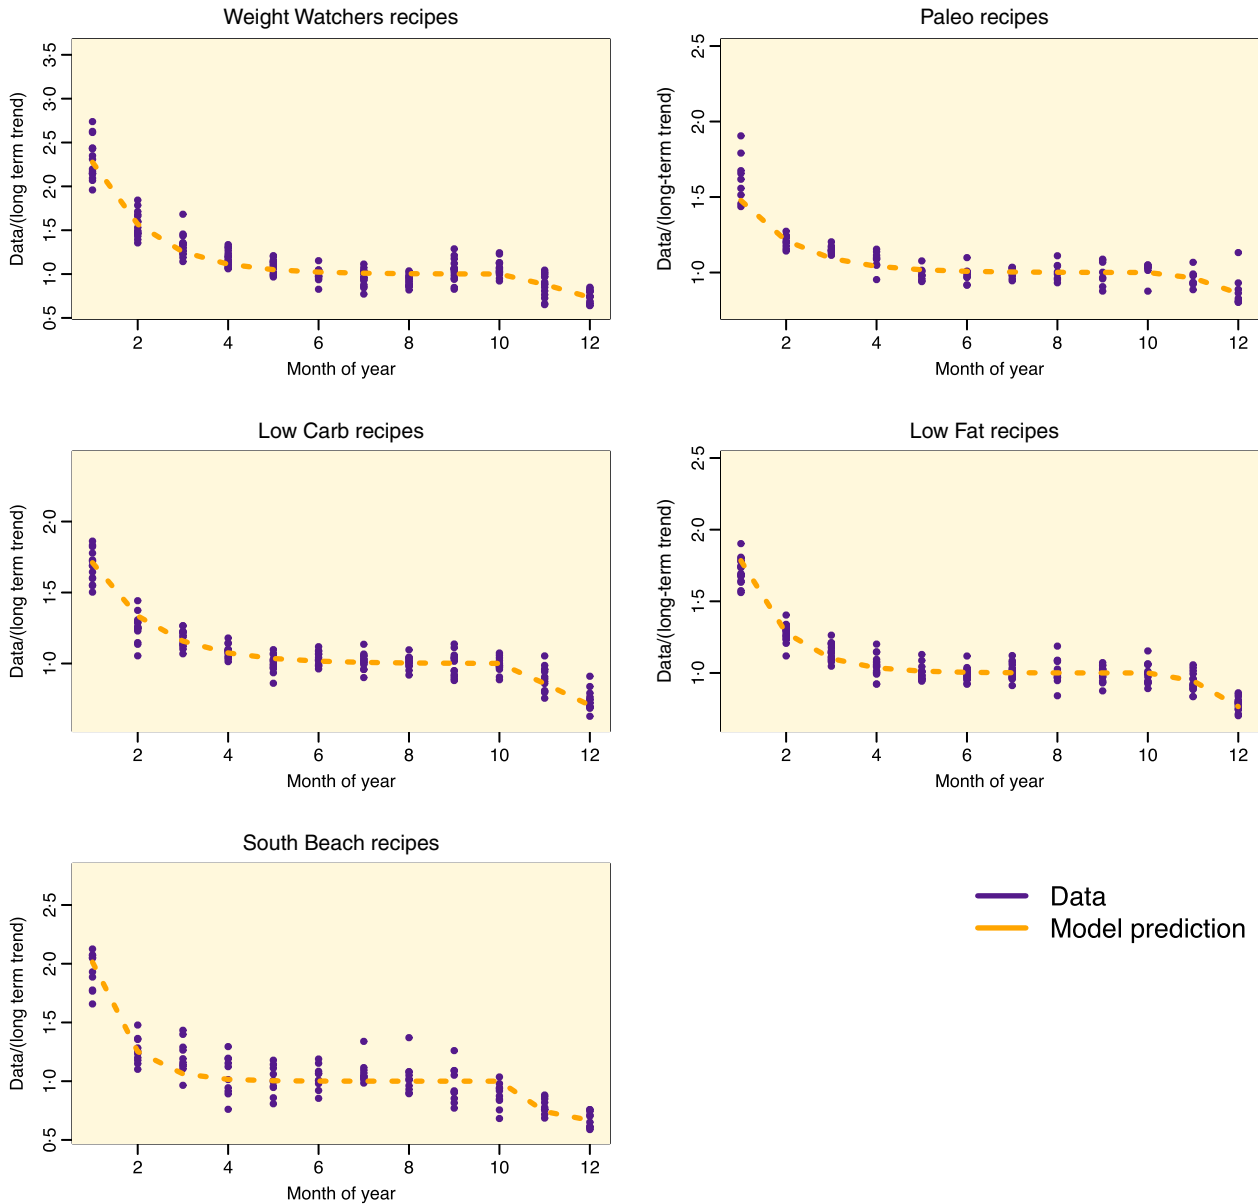 Weight Watchers recipes
Data/(long term trend)
3·5
3·0
2·5
2·0
1·5
1·0
0·5
2 4 6 8 10 12
Month of year
Paleo recipes
Data/(long-term trend)
2·5
2·0
1·5
1·0
2 4 6 8 10 12
Month of year
Low Carb recipes
Data/(long term trend)
2·0
1·5
1·0
2 4 6 8 10 12
Month of year
Low Fat recipes
Data/(long-term trend)
2·5
2·0
1·5
1·0
2 4 6 8 10 12
Month of year
South Beach recipes
Data/(long term trend)
2·5
2·0
1·5
1·0
0·5
2 4 6 8 10 12
Month of year
Data
Model prediction